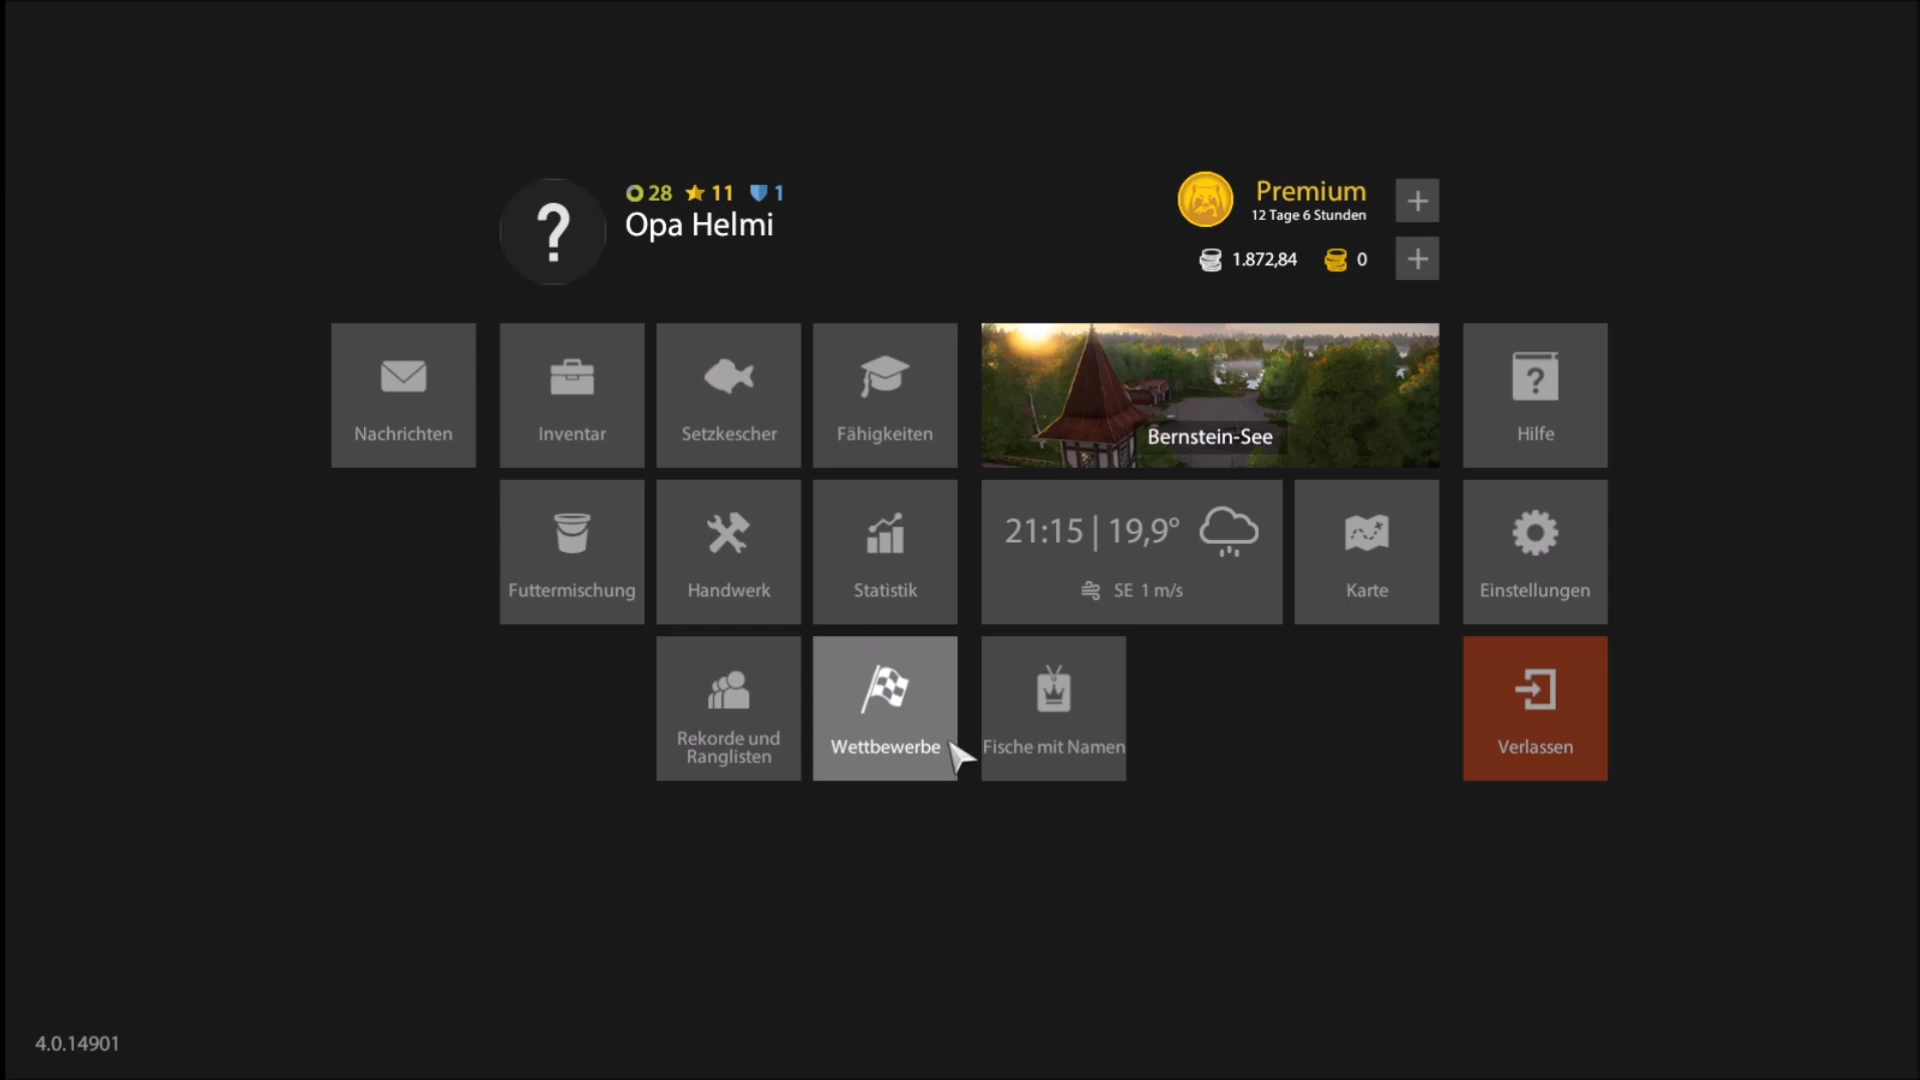 28 11 1
Opa Helmi
Premium
12 Tage 6 Stunden
1.872,84 0
Nachrichten
Inventar
Setzkescher
Fähigkeiten
Bernstein-See
Hilfe
Futtermischung
Handwerk
Statistik
21:15 | 19,9°
SE 1 m/s
Karte
Einstellungen
Rekorde und
Ranglisten
Wettbewerbe
Fische mit Namen
Verlassen
4.0.14901